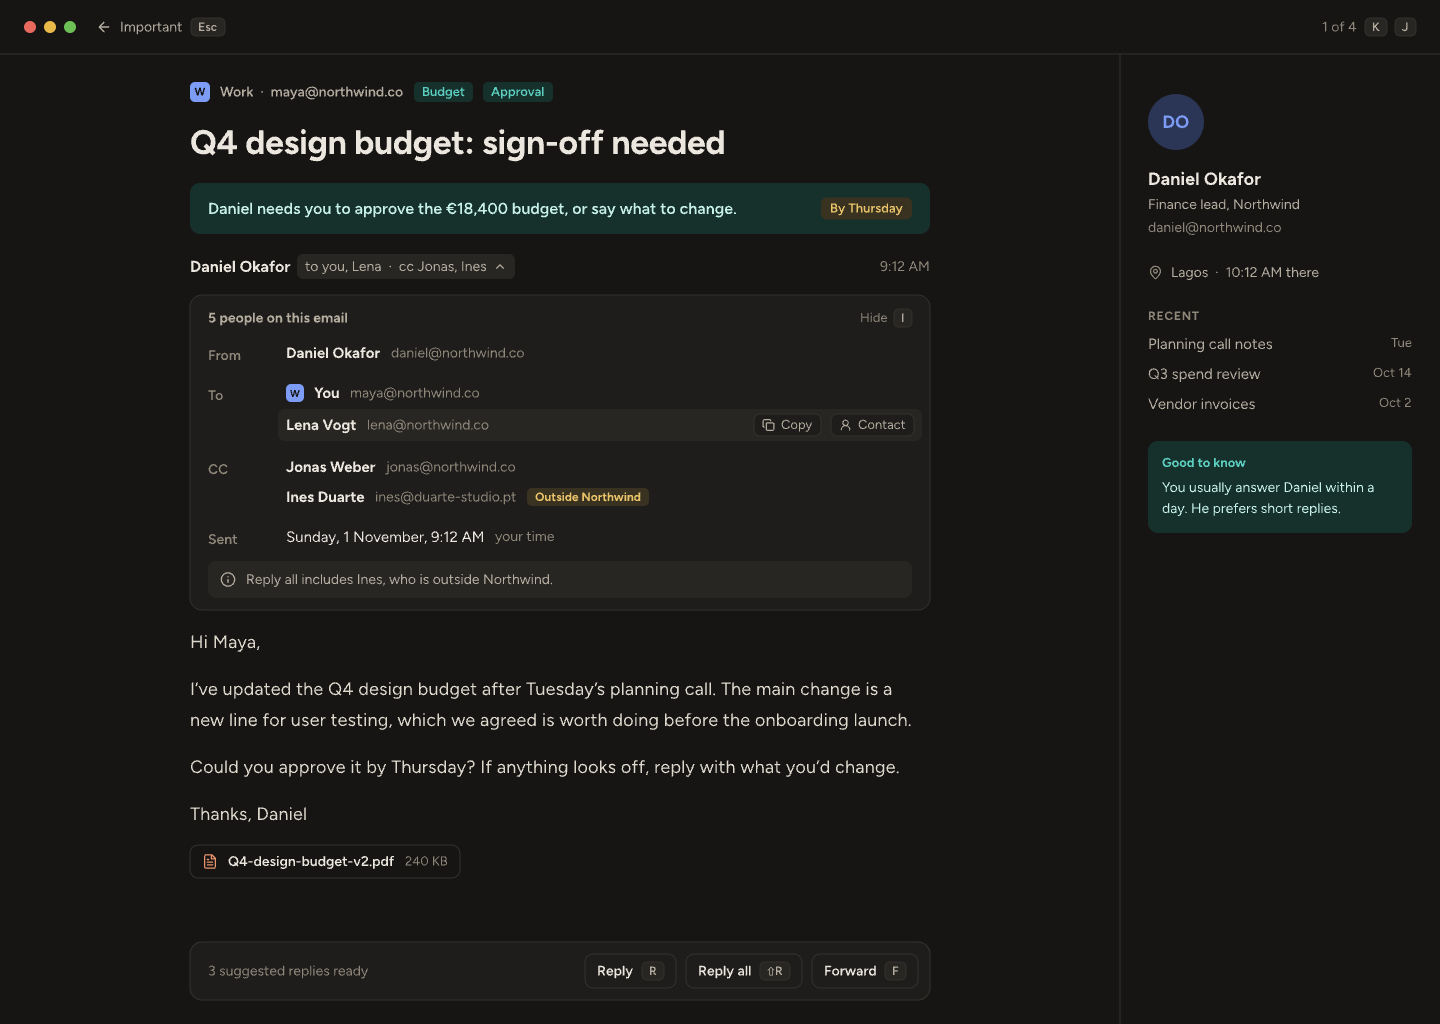 Important Esc
1 of 4 K J
W Work · maya@northwind.co Budget Approval
Q4 design budget: sign-off needed
Daniel needs you to approve the €18,400 budget, or say what to change. By Thursday
Daniel Okafor to you, Lena · cc Jonas, Ines 9:12 AM
5 people on this email Hide I
From Daniel Okafor daniel@northwind.co
To W You maya@northwind.co
Lena Vogt lena@northwind.co Copy Contact
CC Jonas Weber jonas@northwind.co
Ines Duarte ines@duarte-studio.pt Outside Northwind
Sent Sunday, 1 November, 9:12 AM your time
Reply all includes Ines, who is outside Northwind.
Hi Maya,
I’ve updated the Q4 design budget after Tuesday’s planning call. The main change is a
new line for user testing, which we agreed is worth doing before the onboarding launch.
Could you approve it by Thursday? If anything looks off, reply with what you’d change.
Thanks, Daniel
Q4-design-budget-v2.pdf 240 KB
3 suggested replies ready Reply R Reply all ⇧R Forward F
DO
Daniel Okafor
Finance lead, Northwind
daniel@northwind.co
Lagos · 10:12 AM there
RECENT
Planning call notes Tue
Q3 spend review Oct 14
Vendor invoices Oct 2
Good to know
You usually answer Daniel within a
day. He prefers short replies.